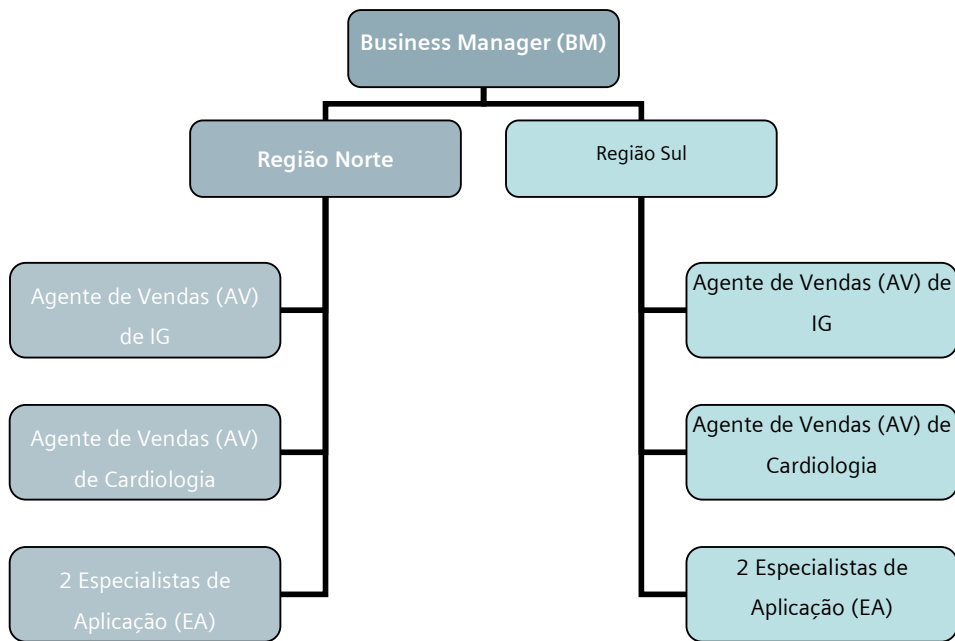 Business Manager (BM)
Região Norte
Região Sul
Agente de Vendas (AV)
de IG
Agente de Vendas (AV) de
IG
Agente de Vendas (AV)
de Cardiologia
Agente de Vendas (AV) de
Cardiologia
2 Especialistas de
Aplicação (EA)
2 Especialistas de
Aplicação (EA)